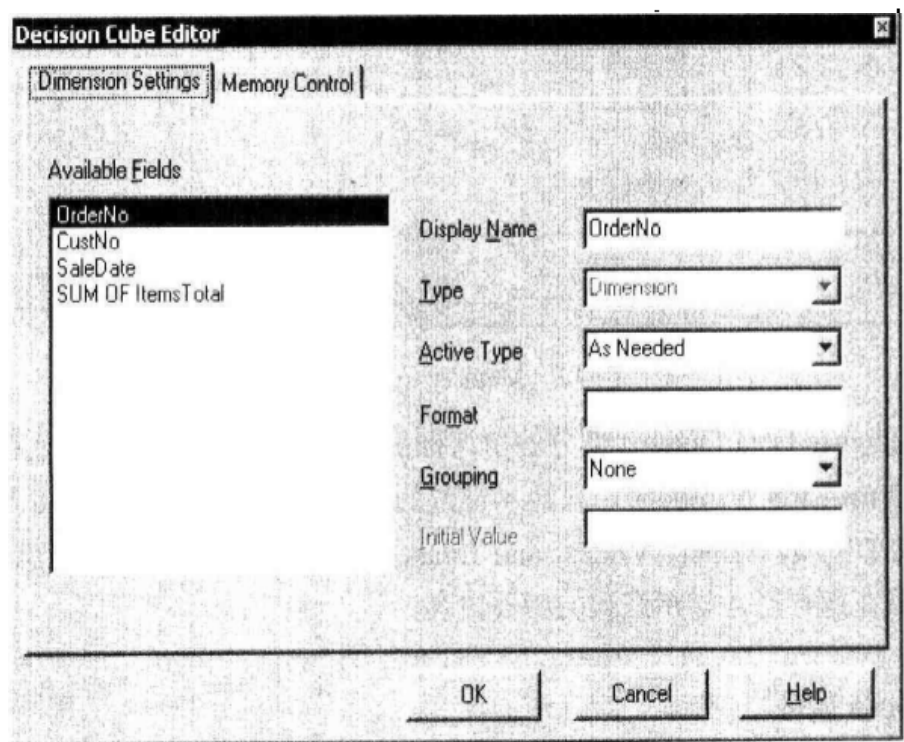 Decision Cube Editor
Dimension Settings Memory Control
Available Fields
OrderNo
CustNo
SaleDate
SUM OF ItemsTotal
Display Name OrderNo
Type Dimension
Active Type As Needed
Format
Grouping None
Initial Value
OK Cancel Help